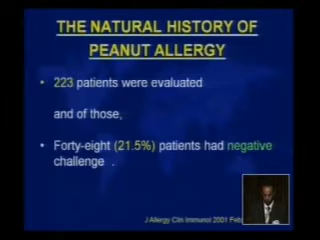 THE NATURAL HISTORY OF
PEANUT ALLERGY
• 223 patients were evaluated
and of those,
• Forty-eight (21.5%) patients had negative
challenge .
J Allergy Clin Immunol 2001 Feb